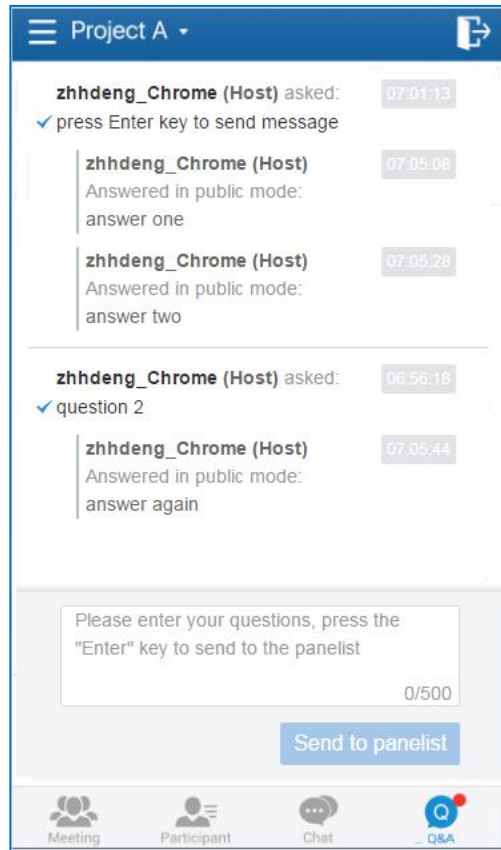 Project A
zhhdeng_Chrome (Host) asked: 07:01:13
press Enter key to send message
zhhdeng_Chrome (Host) 07:05:08
Answered in public mode:
answer one
zhhdeng_Chrome (Host) 07:05:28
Answered in public mode:
answer two
zhhdeng_Chrome (Host) asked: 06:56:18
question 2
zhhdeng_Chrome (Host) 07:05:44
Answered in public mode:
answer again
Please enter your questions, press the
"Enter" key to send to the panelist
0/500
Send to panelist
Meeting Participant Chat Q&A